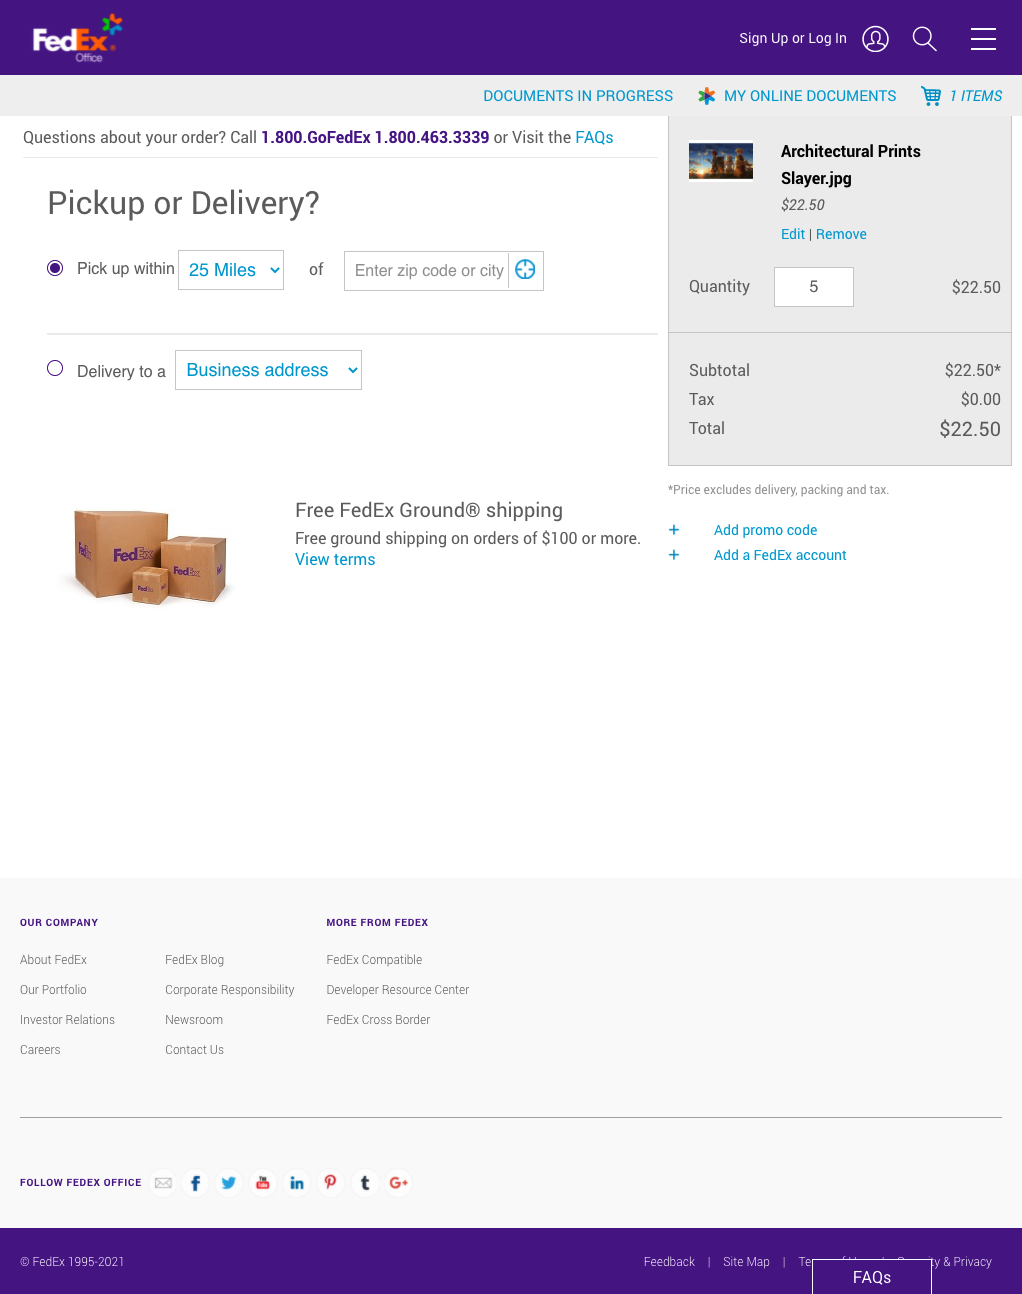 FedEx
Office
Sign Up or Log In
DOCUMENTS IN PROGRESS
MY ONLINE DOCUMENTS
1 ITEMS
Questions about your order? Call 1.800.GoFedEx 1.800.463.3339 or Visit the FAQs
Pickup or Delivery?
Pick up within 25 Miles of Enter zip code or city
Delivery to a Business address
FedEx
Free FedEx Ground® shipping
Free ground shipping on orders of $100 or more.
View terms
Architectural Prints
Slayer.jpg
$22.50
Edit | Remove
Quantity 5 $22.50
Subtotal $22.50*
Tax $0.00
Total $22.50
*Price excludes delivery, packing and tax.
+ Add promo code
+ Add a FedEx account
OUR COMPANY
About FedEx
Our Portfolio
Investor Relations
Careers
FedEx Blog
Corporate Responsibility
Newsroom
Contact Us
MORE FROM FEDEX
FedEx Compatible
Developer Resource Center
FedEx Cross Border
FOLLOW FEDEX OFFICE
© FedEx 1995-2021
Feedback | Site Map | & Privacy
FAQs